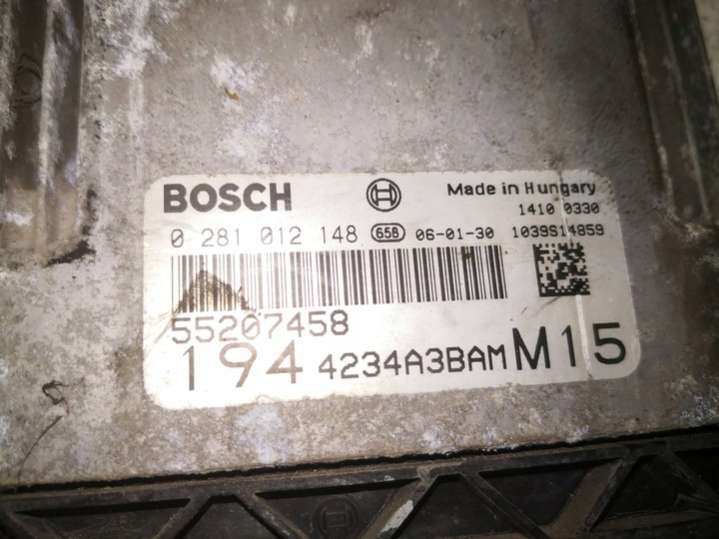 BOSCH Made in Hungary
1410 0330
0 281 012 148 658 06-01-30 1039S14859
55207458
194 4234A3BAM M15